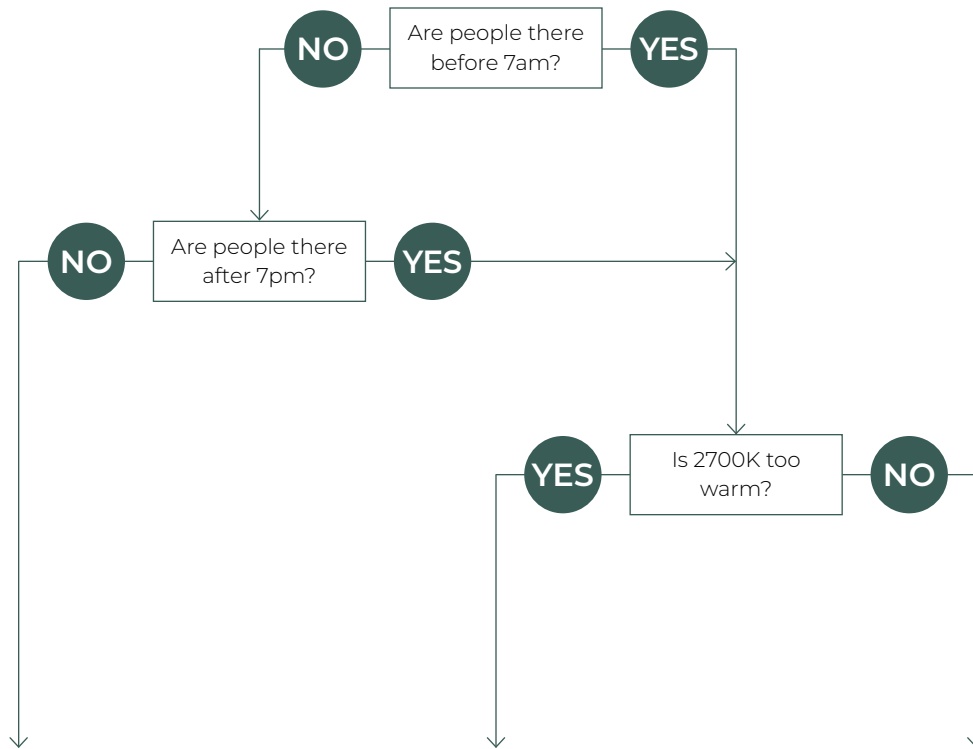 NO
Are people there
before 7am?
YES
NO
Are people there
after 7pm?
YES
YES
Is 2700K too
warm?
NO